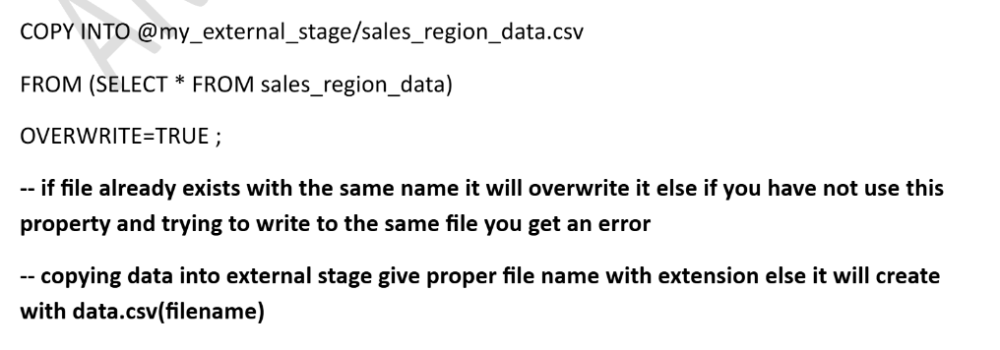 COPY INTO @my_external_stage/sales_region_data.csv
FROM (SELECT * FROM sales_region_data)
OVERWRITE=TRUE ;
-- if file already exists with the same name it will overwrite it else if you have not use this
property and trying to write to the same file you get an error
-- copying data into external stage give proper file name with extension else it will create
with data.csv(filename)